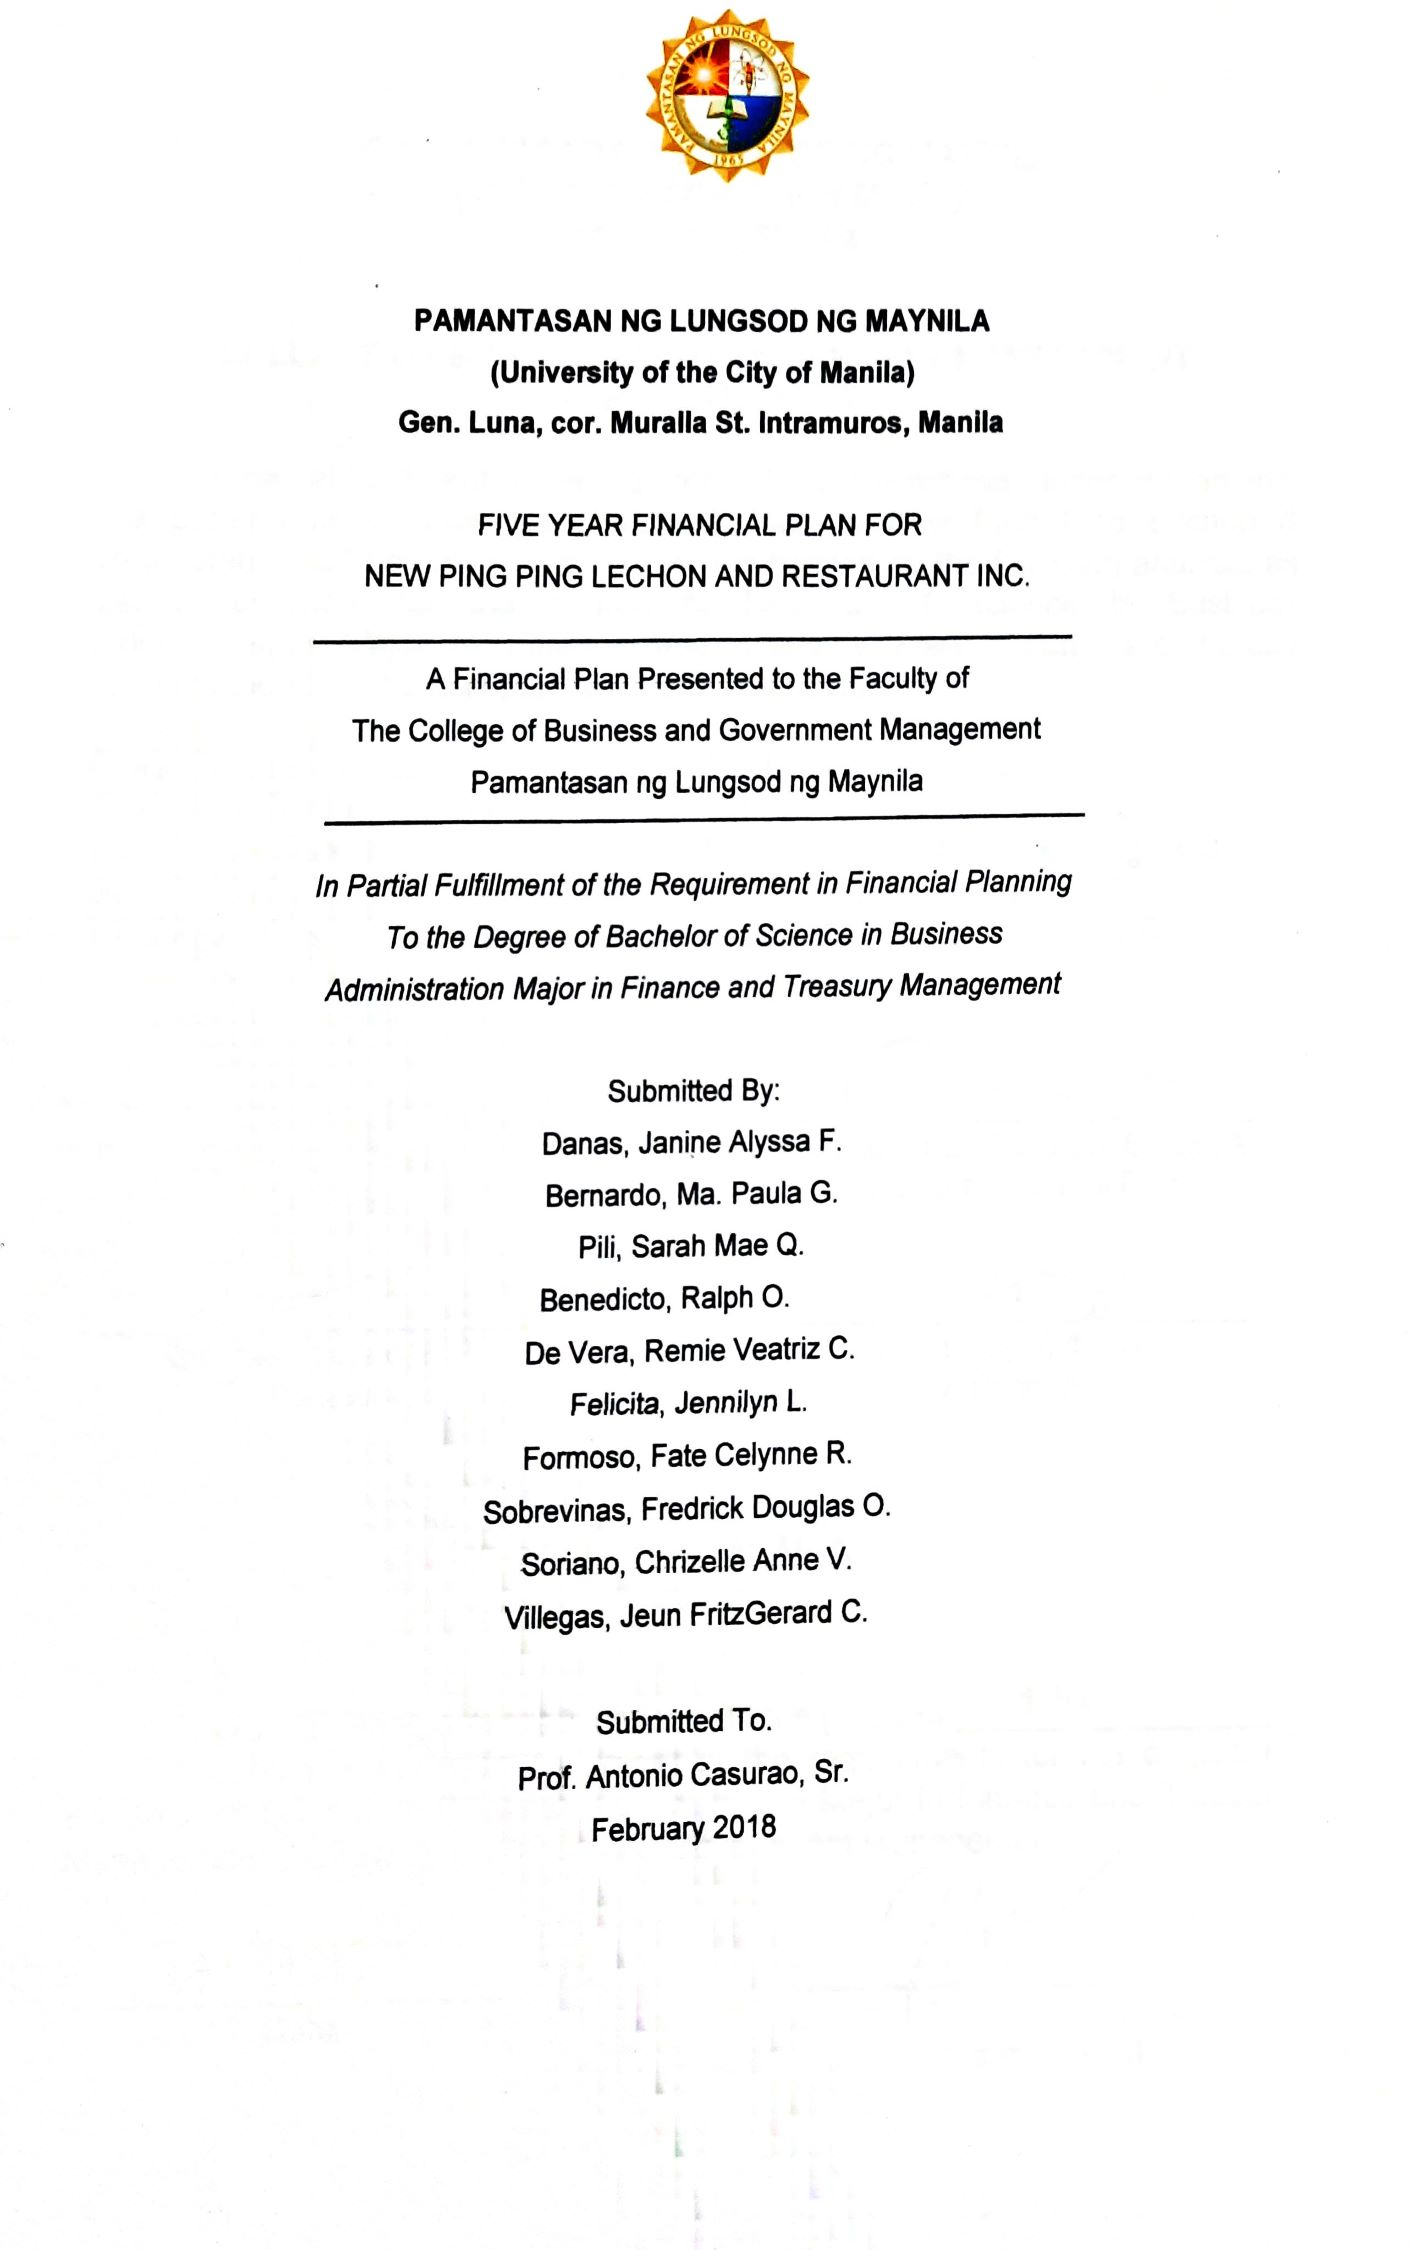 PAMANTASAN NG LUNGSOD NG MAYNILA
1965
PAMANTASAN NG LUNGSOD NG MAYNILA
(University of the City of Manila)
Gen. Luna, cor. Muralla St. Intramuros, Manila
FIVE YEAR FINANCIAL PLAN FOR
NEW PING PING LECHON AND RESTAURANT INC.
A Financial Plan Presented to the Faculty of
The College of Business and Government Management
Pamantasan ng Lungsod ng Maynila
In Partial Fulfillment of the Requirement in Financial Planning
To the Degree of Bachelor of Science in Business
Administration Major in Finance and Treasury Management
Submitted By:
Danas, Janine Alyssa F.
Bernardo, Ma. Paula G.
Pili, Sarah Mae Q.
Benedicto, Ralph O.
De Vera, Remie Veatriz C.
Felicita, Jennilyn L.
Formoso, Fate Celynne R.
Sobrevinas, Fredrick Douglas O.
Soriano, Chrizelle Anne V.
Villegas, Jeun FritzGerard C.
Submitted To.
Prof. Antonio Casurao, Sr.
February 2018